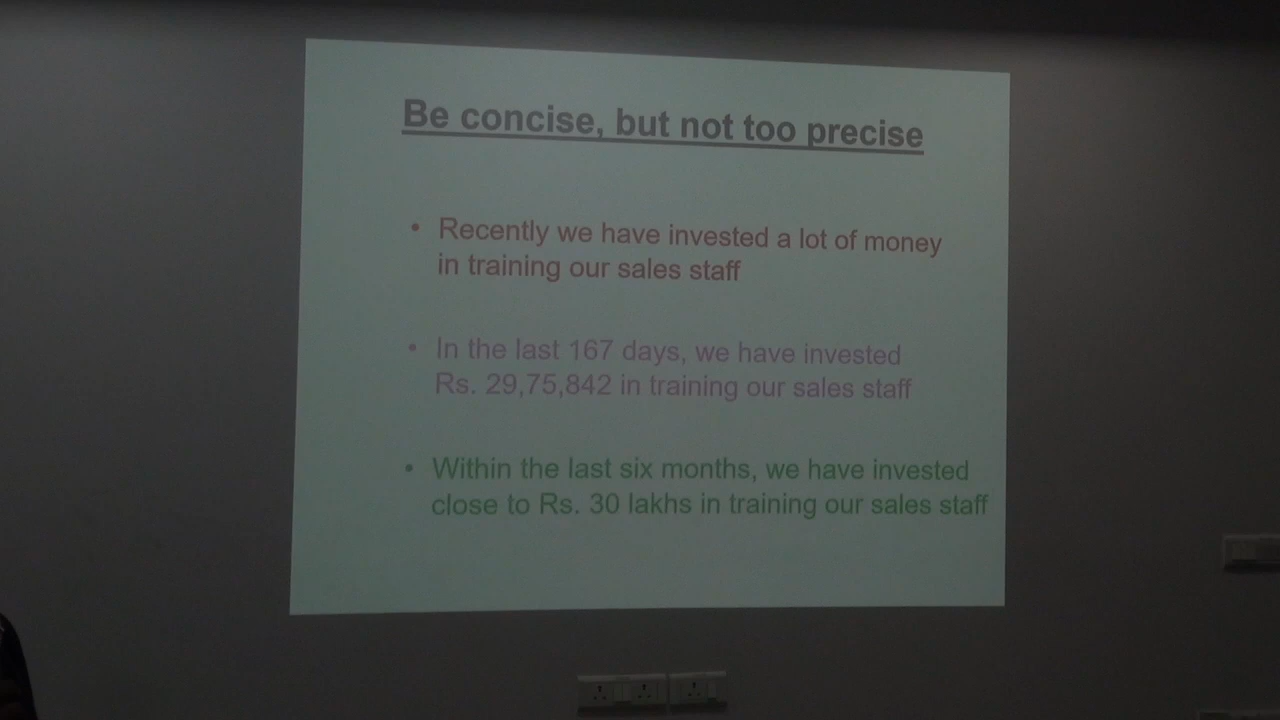 Be concise, but not too precise
• Recently we have invested a lot of money
in training our sales staff
• In the last 167 days, we have invested
Rs. 29,75,842 in training our sales staff
• Within the last six months, we have invested
close to Rs. 30 lakhs in training our sales staff